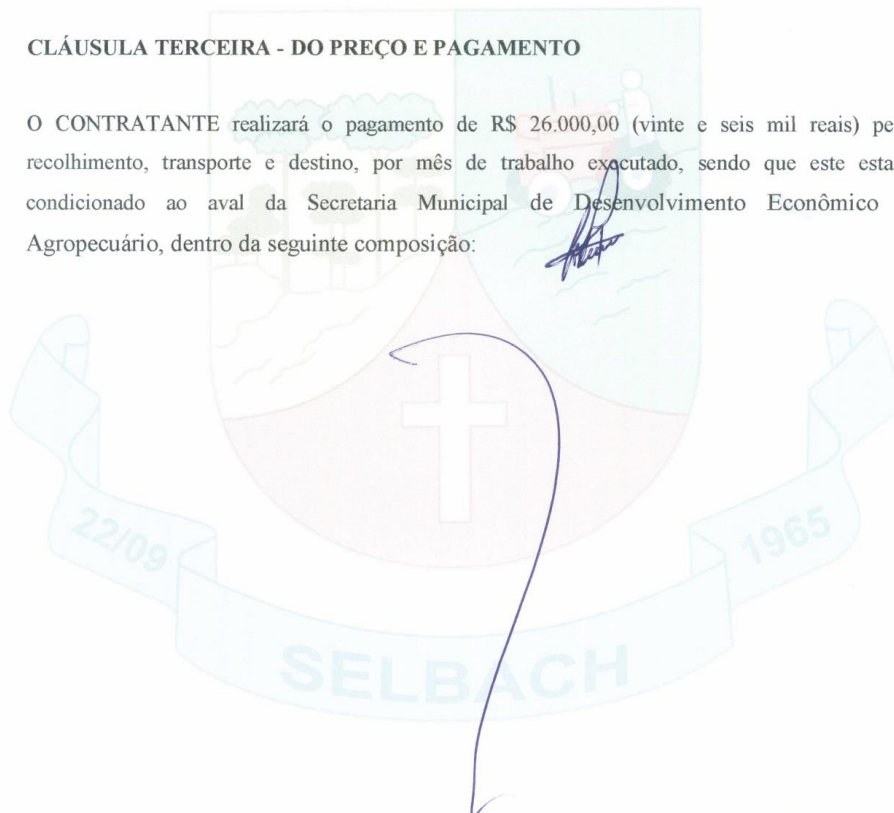 CLÁUSULA TERCEIRA - DO PREÇO E PAGAMENTO
O CONTRATANTE realizará o pagamento de R$ 26.000,00 (vinte e seis mil reais) pe
recolhimento, transporte e destino, por mês de trabalho executado, sendo que este esta
condicionado ao aval da Secretaria Municipal de Desenvolvimento Econômico
Agropecuário, dentro da seguinte composição:
22/09
1965
SELBACH